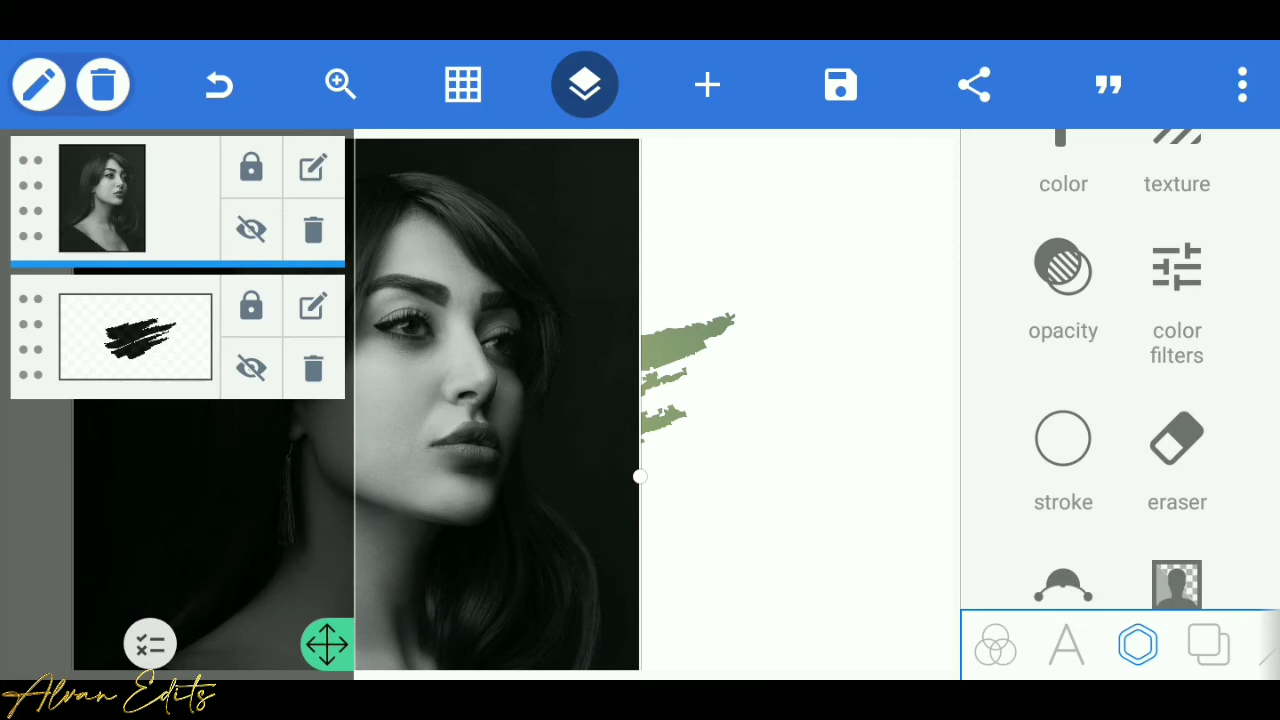 color texture
opacity color
filters
stroke eraser
Alvan Edits